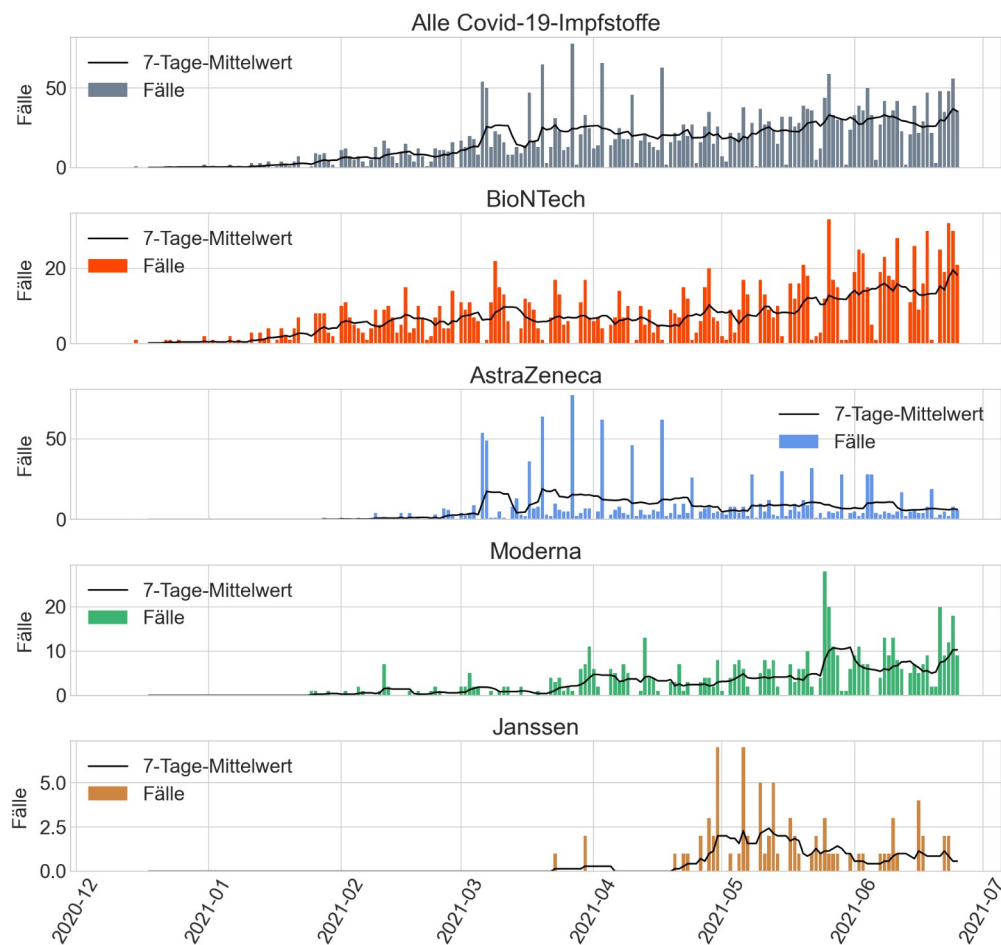 Alle Covid-19-Impfstoffe
7-Tage-Mittelwert
Fälle
50
0
Fälle
BioNTech
7-Tage-Mittelwert
Fälle
20
0
Fälle
AstraZeneca
7-Tage-Mittelwert
Fälle
50
0
Fälle
Moderna
7-Tage-Mittelwert
Fälle
20
10
0
Fälle
Janssen
7-Tage-Mittelwert
Fälle
5.0
2.5
0.0
Fälle
2020-12
2021-01
2021-02
2021-03
2021-04
2021-05
2021-06
2021-07